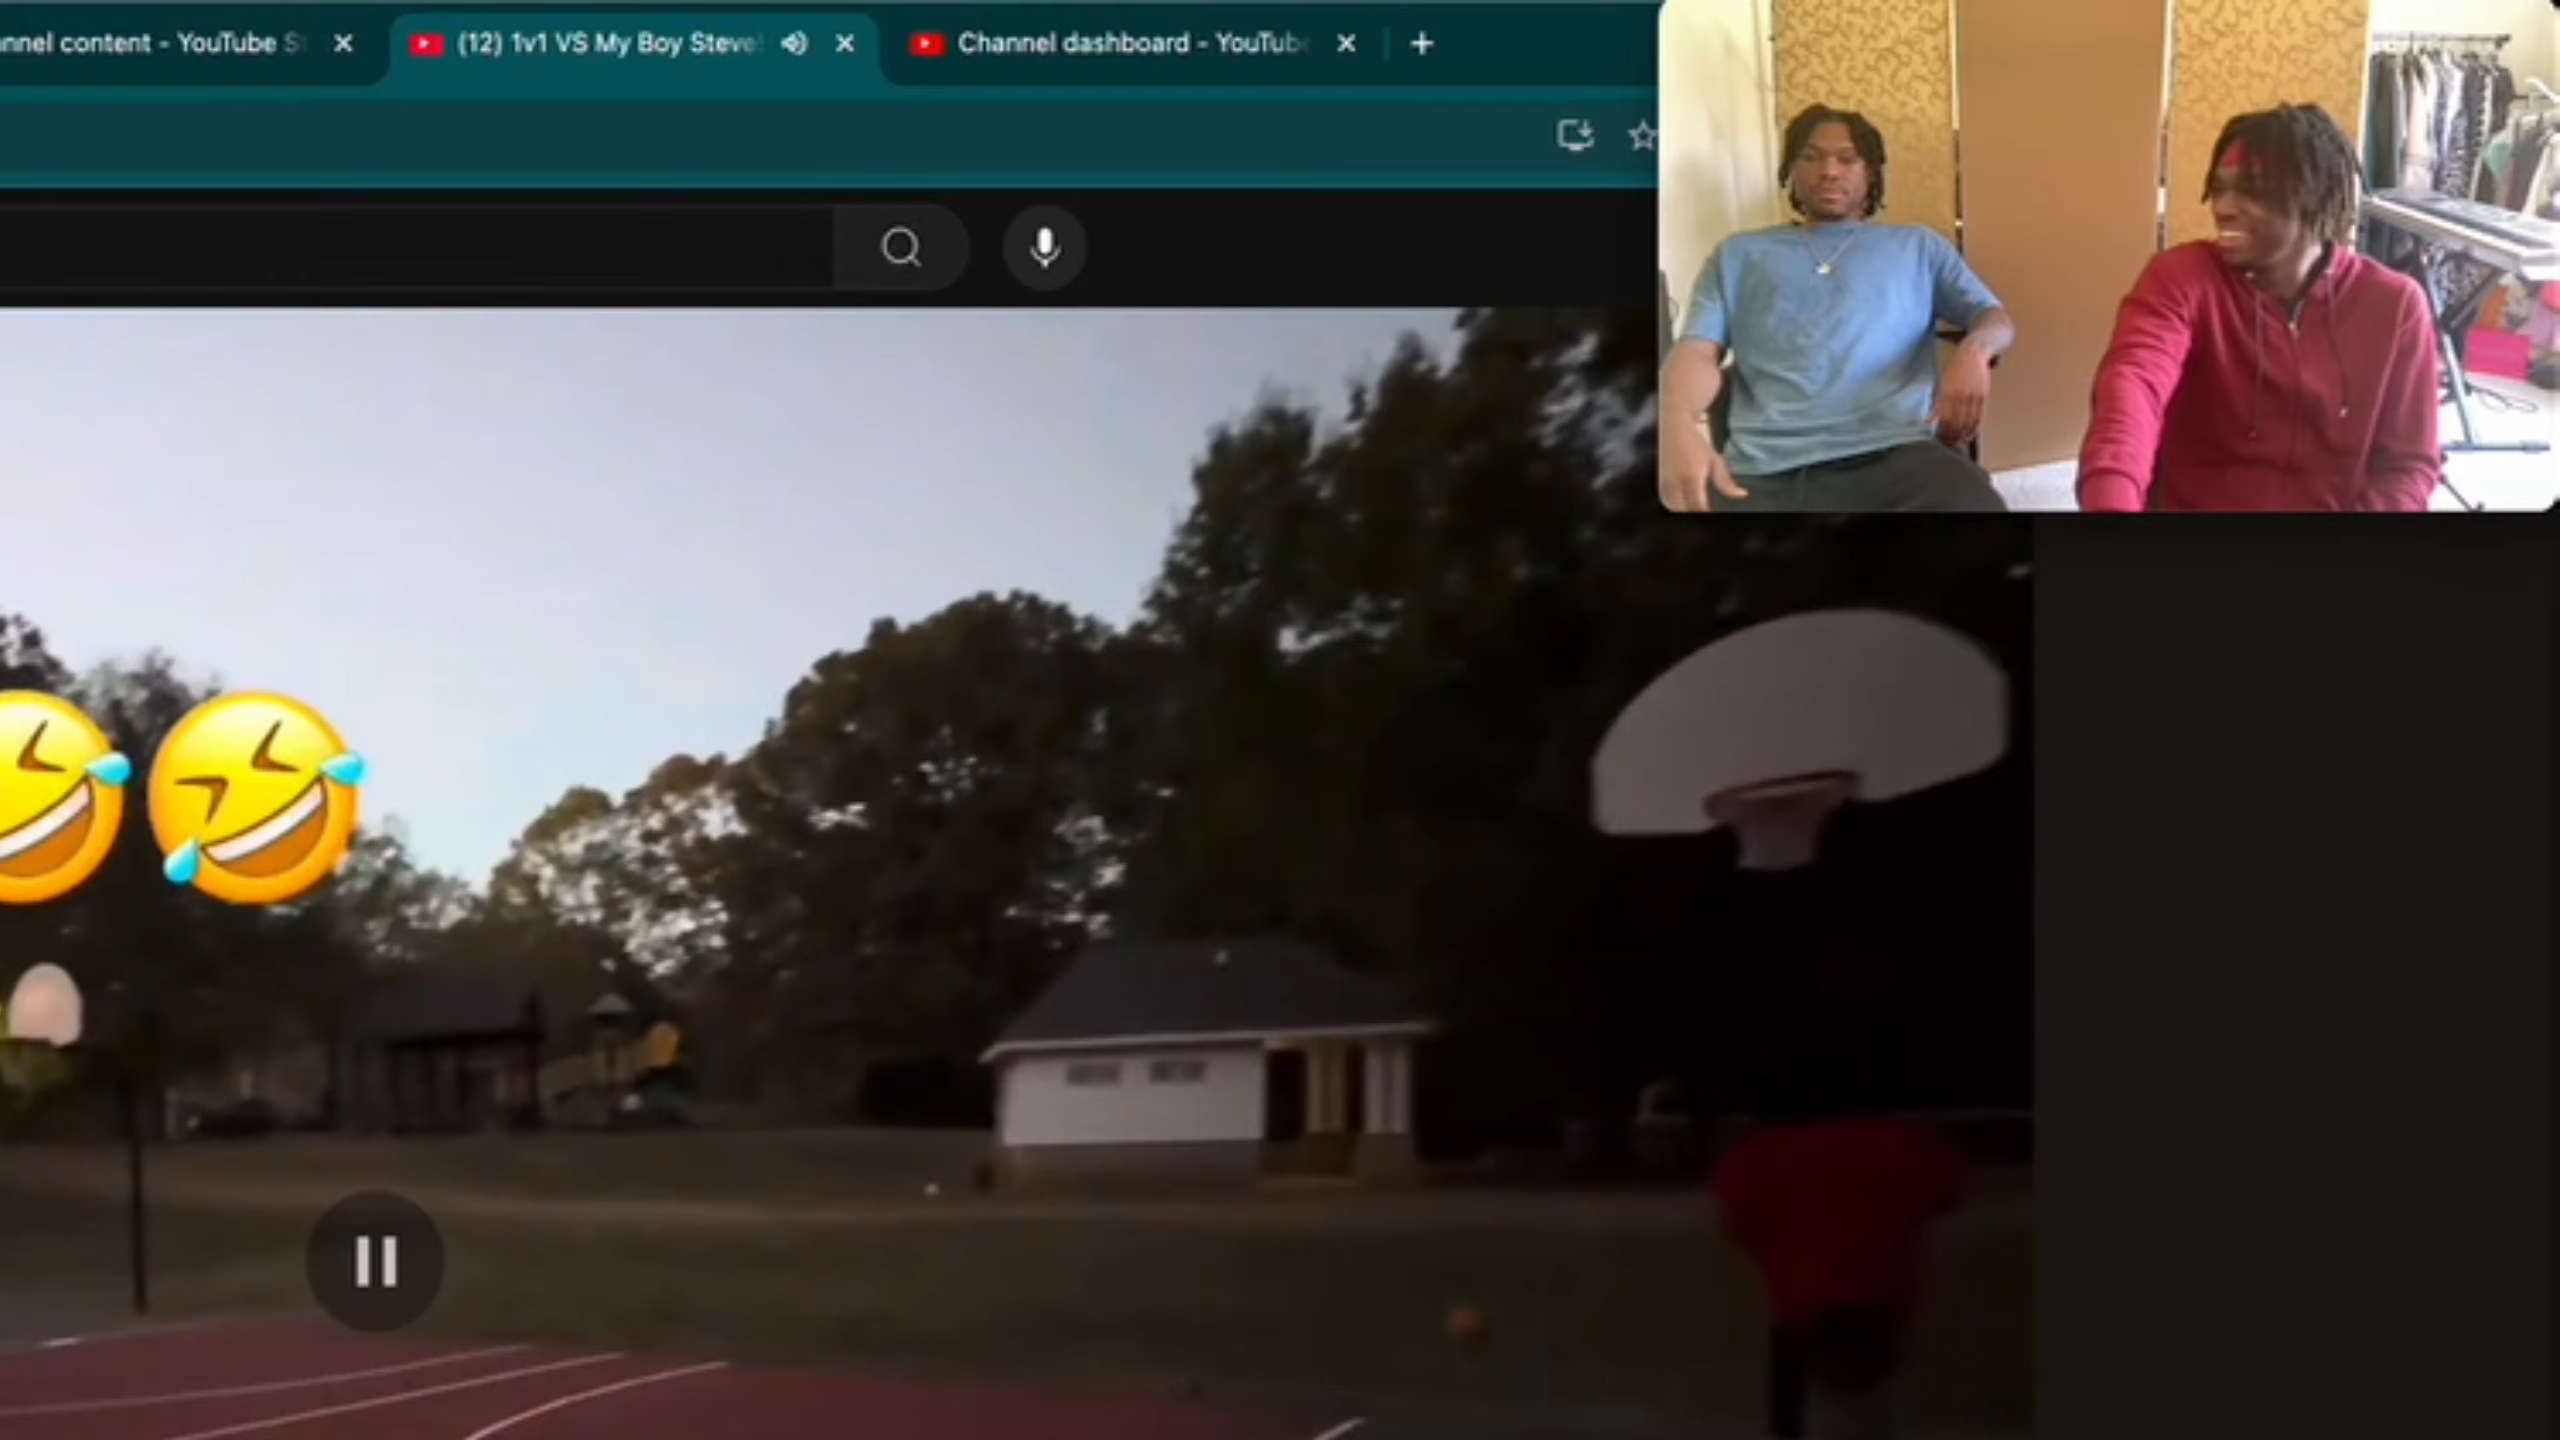 nnel content - YouTube S
(12) 1v1 VS My Boy Steve
Channel dashboard - YouTub